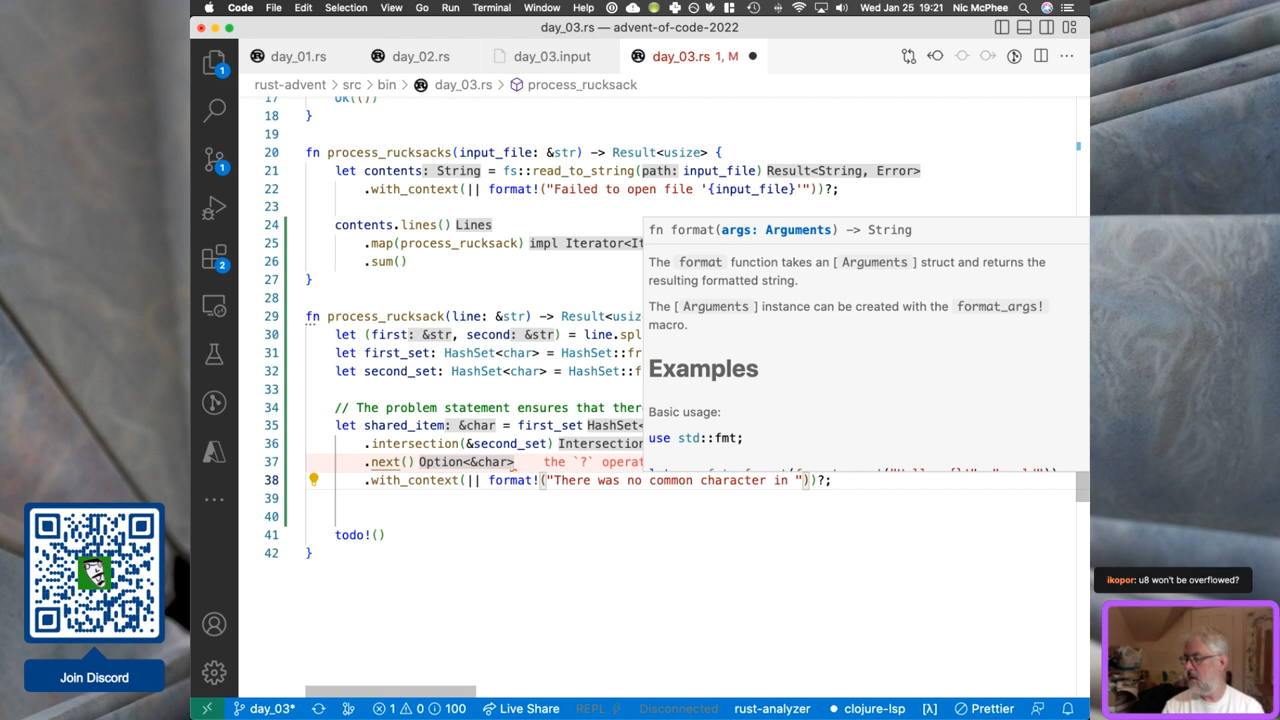 Code File Edit Selection View Go Run Terminal Window Help Wed Jan 25 19:21 Nic McPhee
day_03.rs — advent-of-code-2022
day_01.rs day_02.rs day_03.input day_03.rs 1, M
rust-advent > src > bin > day_03.rs > process_rucksack
17 Ok(())
18 }
19
20 fn process_rucksacks(input_file: &str) -> Result<usize> {
21 let contents: String = fs::read_to_string(path: input_file) Result<String, Error>
22 .with_context(|| format!("Failed to open file '{input_file}'"))?;
23
24 contents.lines() Lines
25 .map(process_rucksack) impl Iterator<It
26 .sum()
27 }
28
29 fn process_rucksack(line: &str) -> Result<usiz
30 let (first: &str, second: &str) = line.spl
31 let first_set: HashSet<char> = HashSet::fr
32 let second_set: HashSet<char> = HashSet::f
33
34 // The problem statement ensures that ther
35 let shared_item: &char = first_set HashSet<
36 .intersection(&second_set) Intersection
37 .next() Option<&char> the `?` operat
38 .with_context(|| format!("There was no common character in "))?;
39
40
41 todo!()
42 }
fn format(args: Arguments) -> String
The format function takes an [ Arguments ] struct and returns the
resulting formatted string.
The [ Arguments ] instance can be created with the format_args!
macro.
Examples
Basic usage:
use std::fmt;
1
1
2
Join Discord
ikopor: u8 won't be overflowed?
day_03* 1 0 100 Live Share REPL Disconnected rust-analyzer clojure-lsp [λ] Prettier